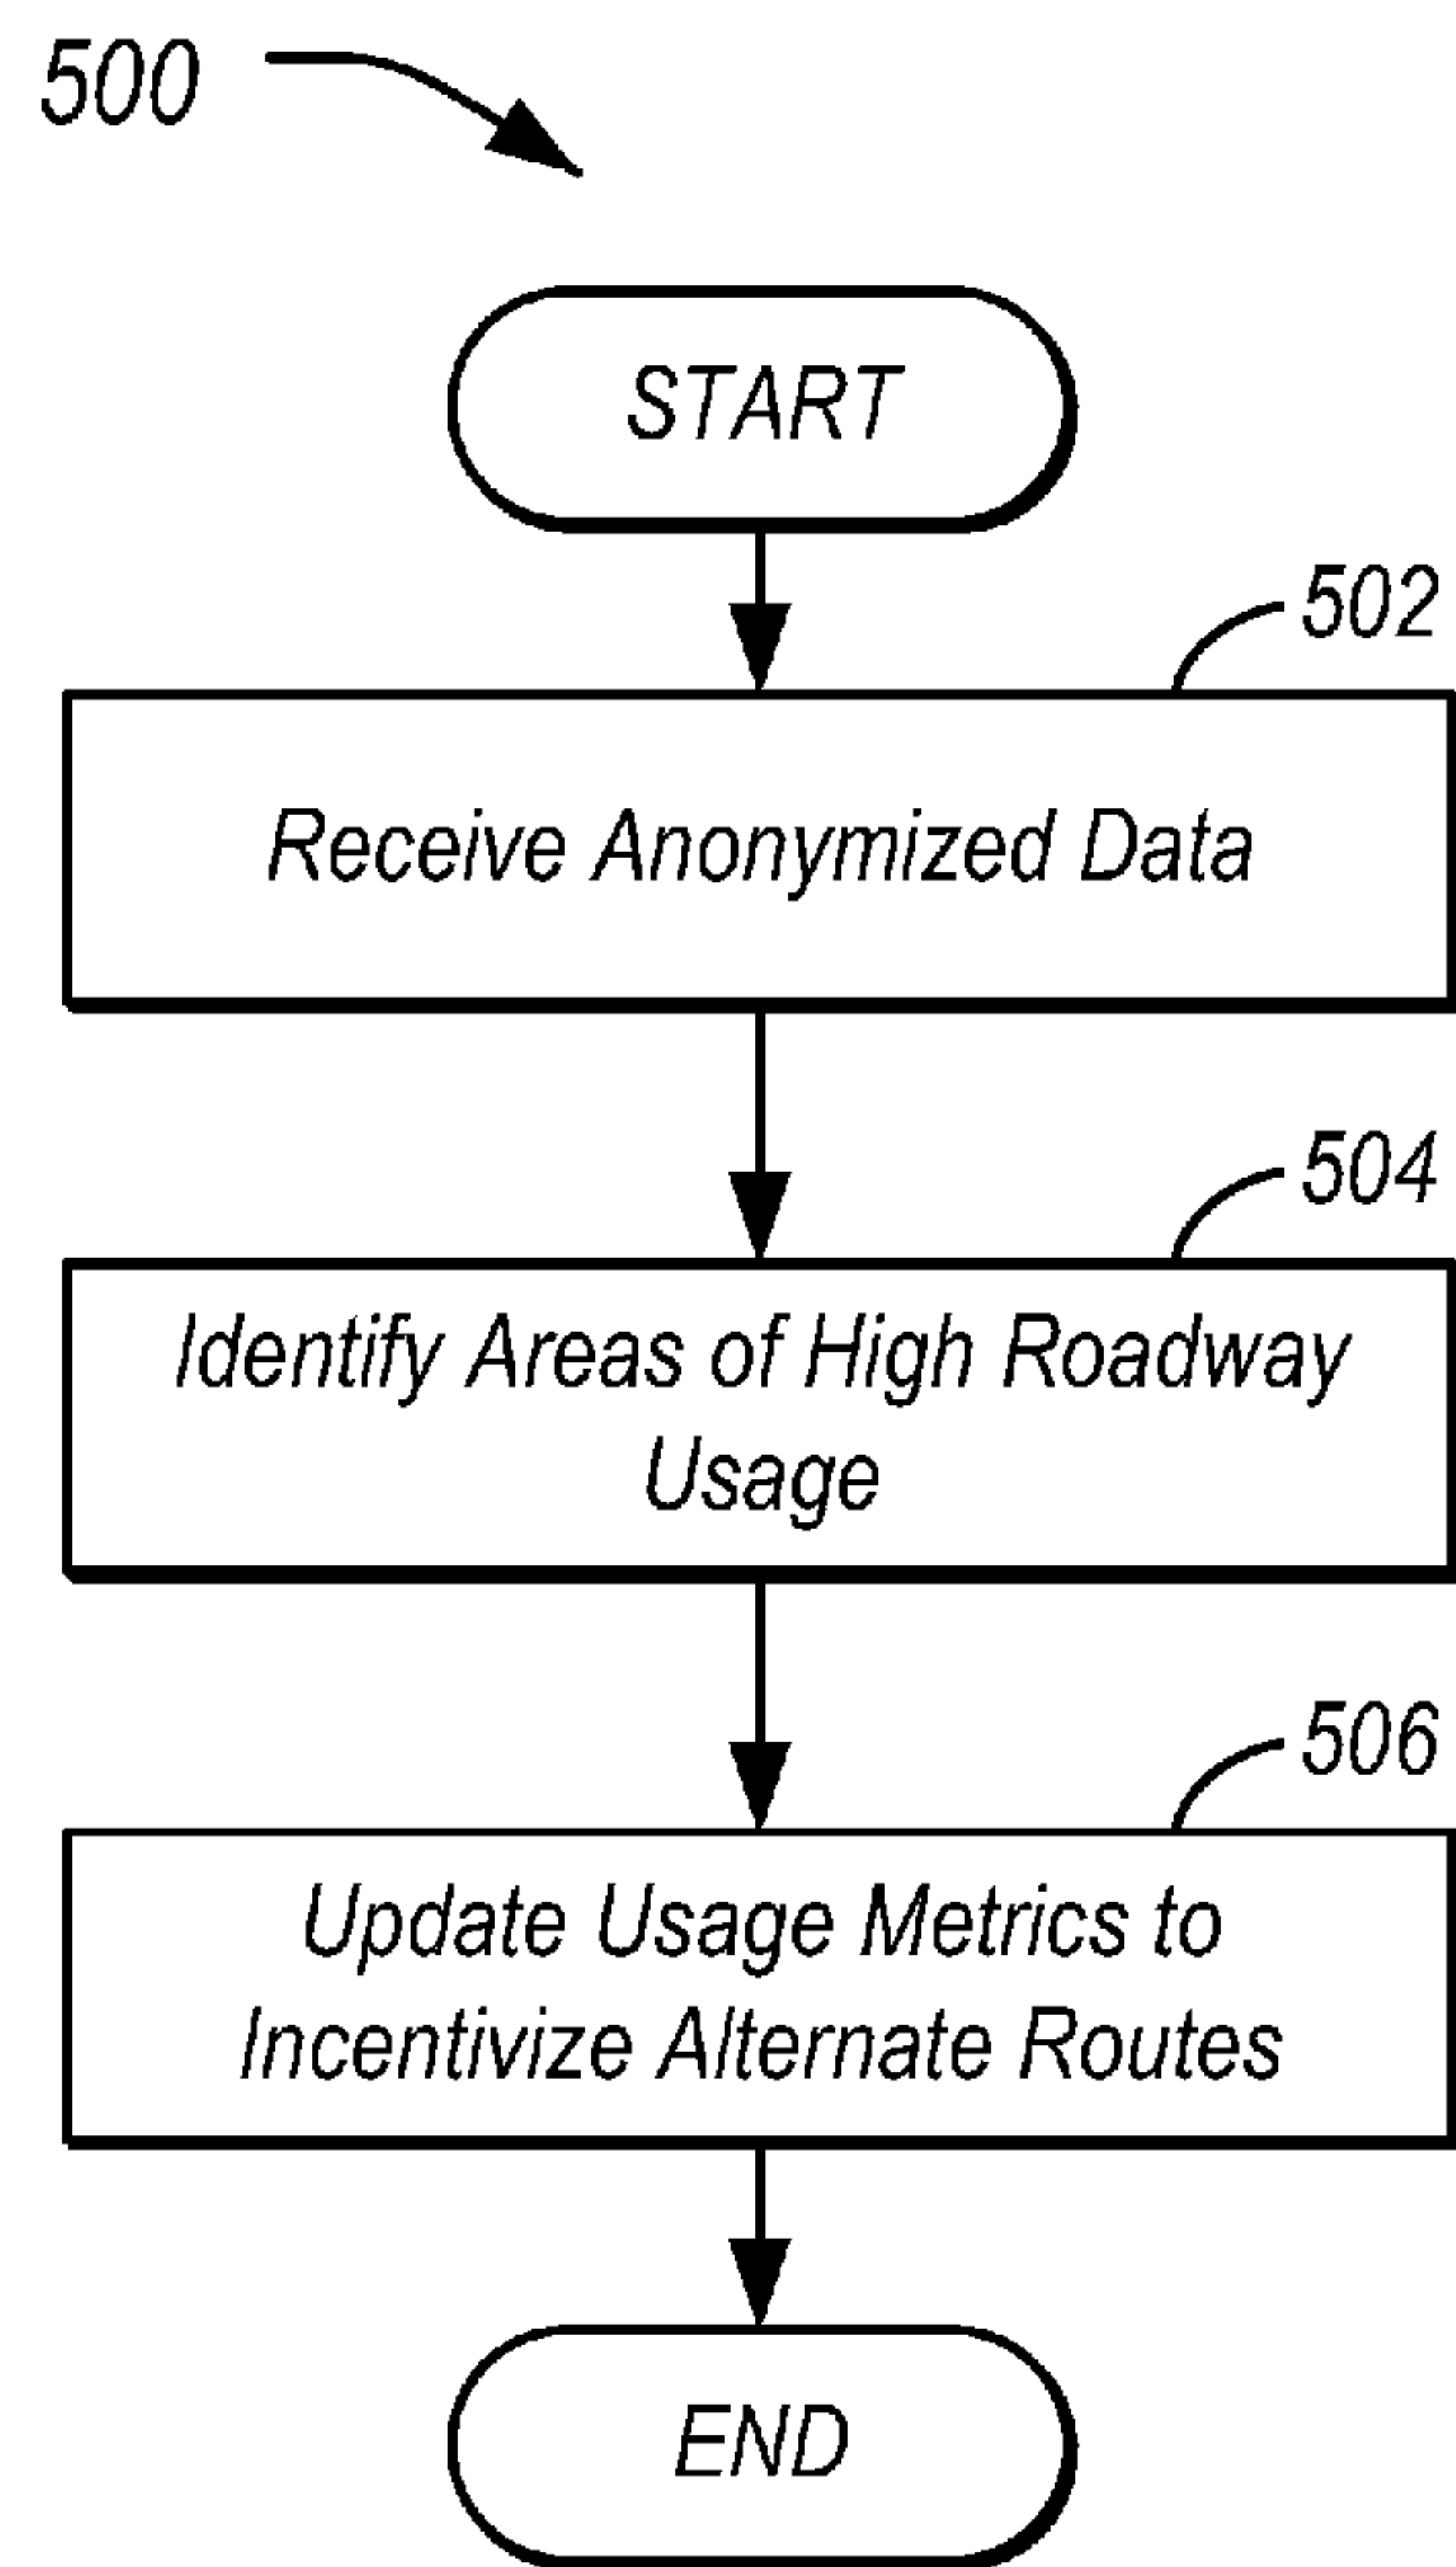 500
START
502
Receive Anonymized Data
504
Identify Areas of High Roadway
Usage
506
Update Usage Metrics to
Incentivize Alternate Routes
END